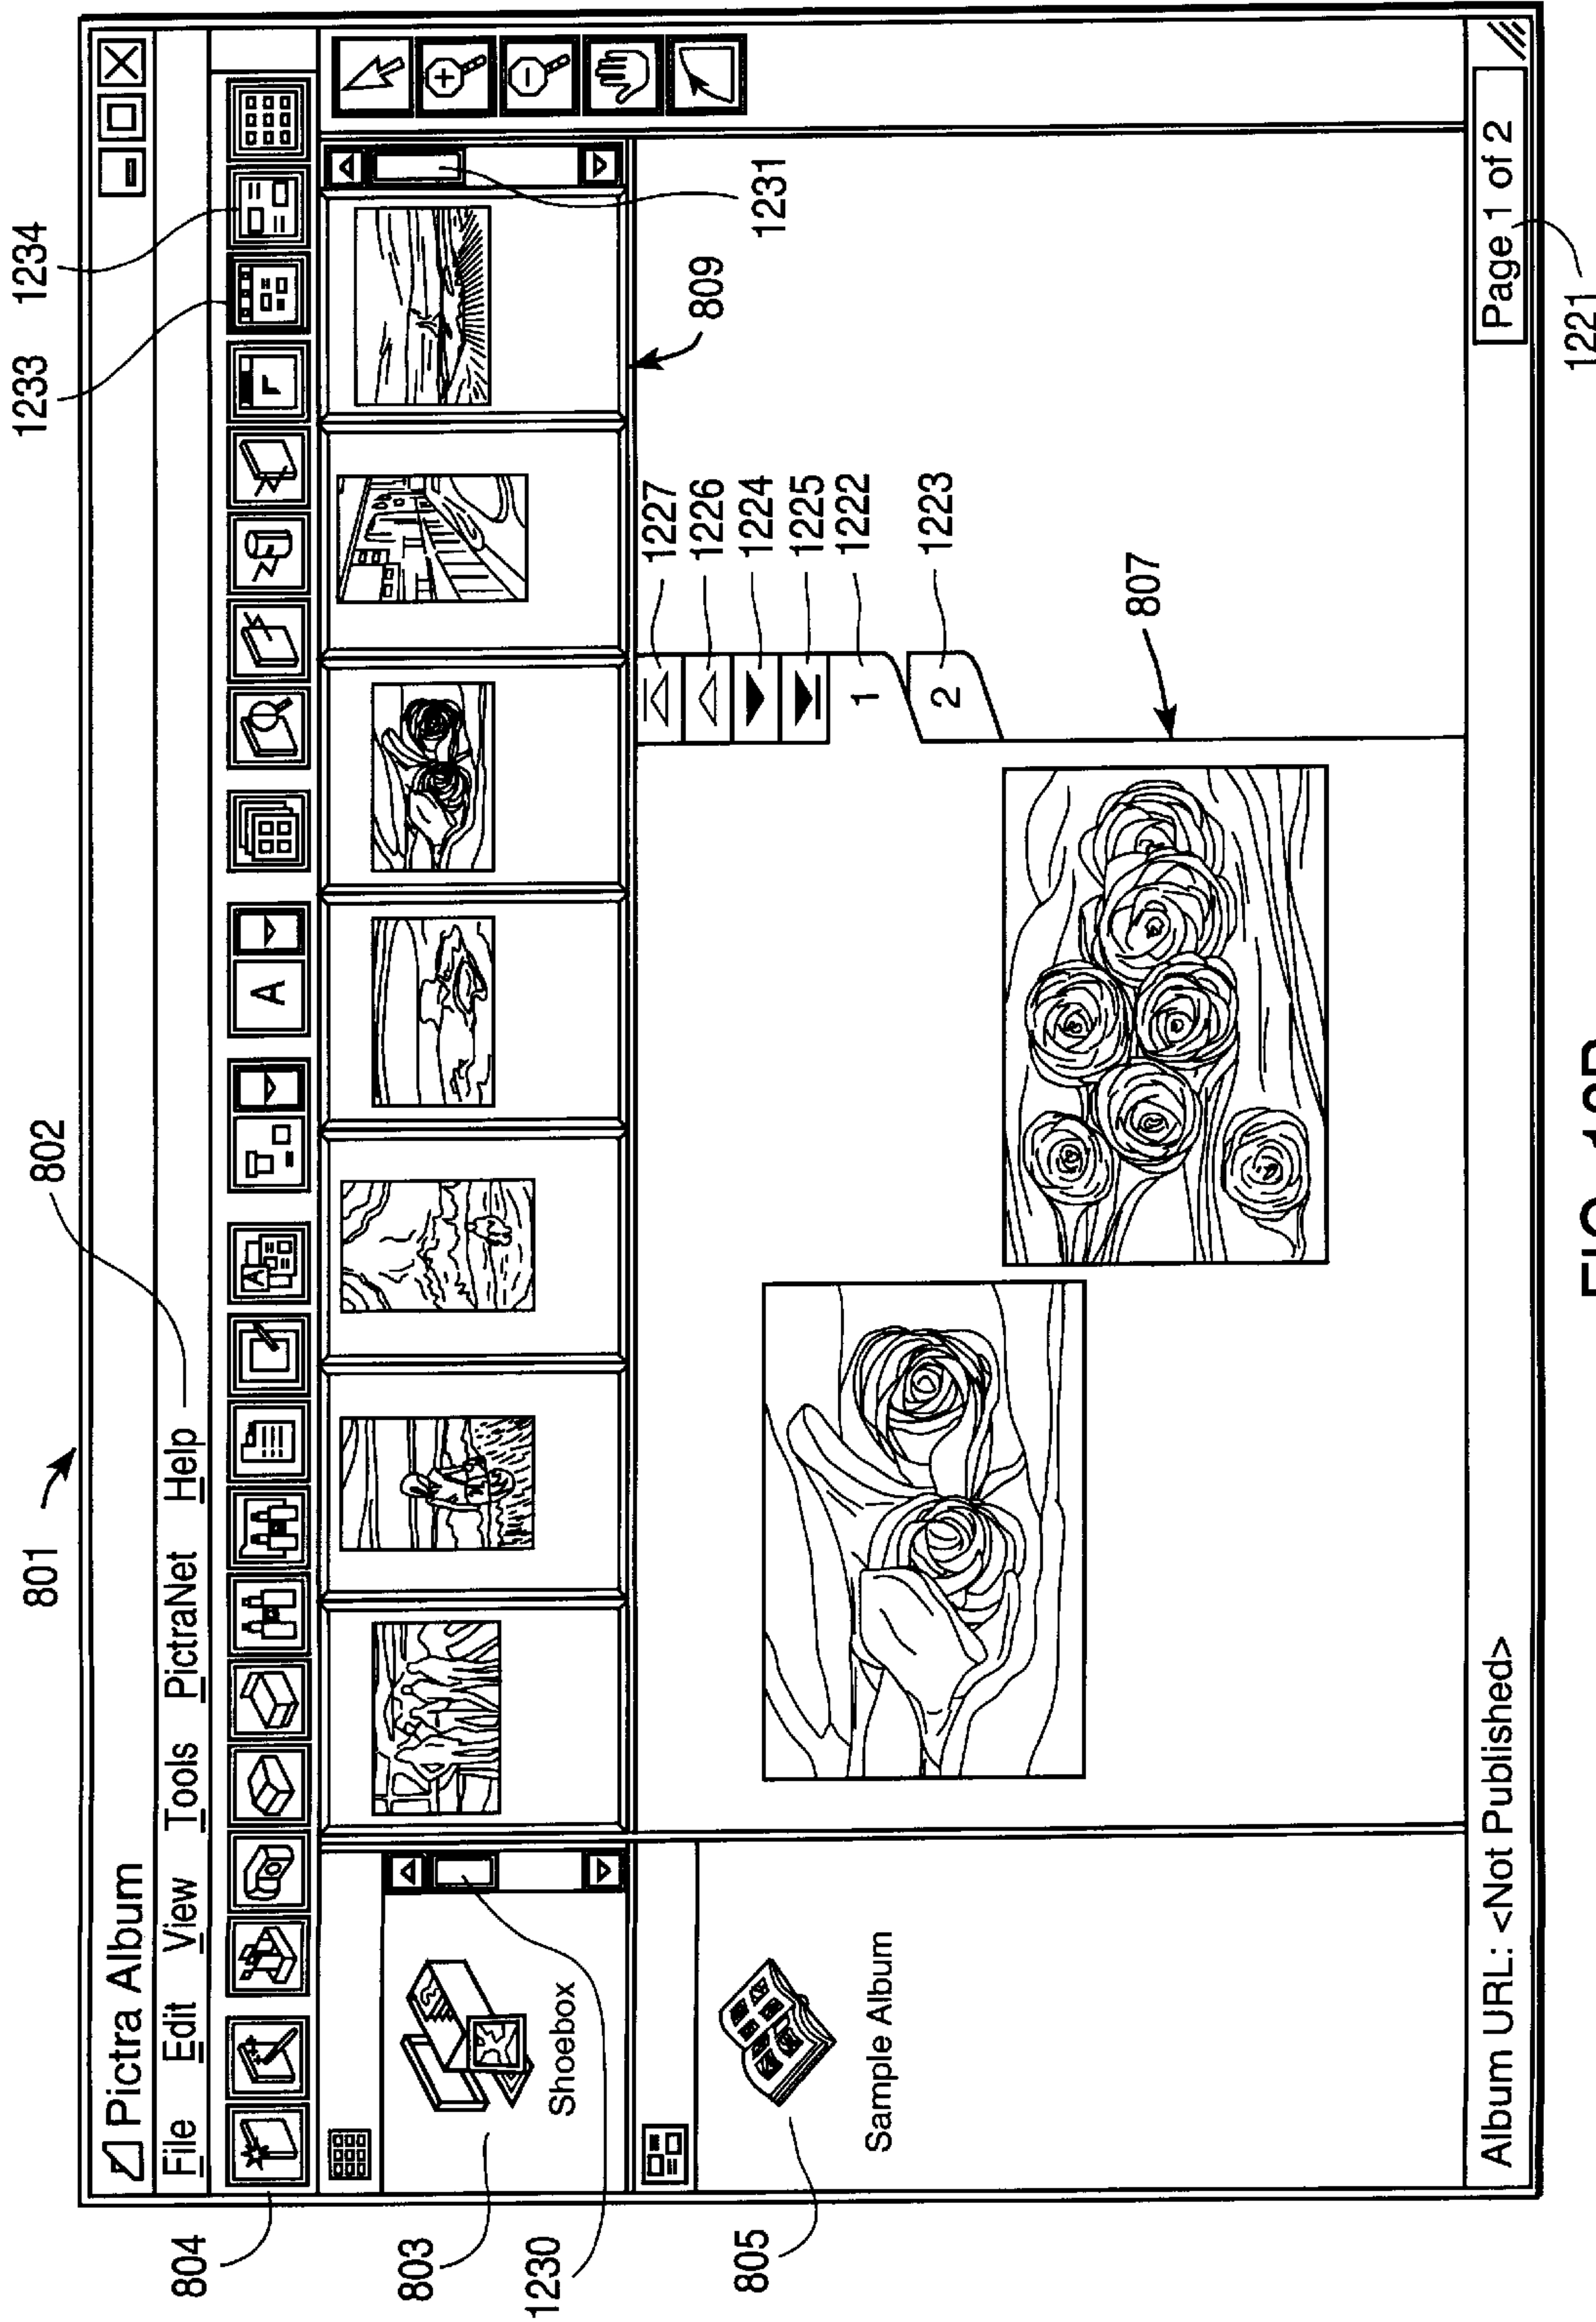 801
802
1233
1234
Pictra Album
File Edit View Tools PictraNet Help
804
A
A
803
Shoebox
1230
1231
809
805
Sample Album
1227
1226
1224
1225
1222
1223
1
2
807
Album URL: <Not Published>
Page 1 of 2
1221